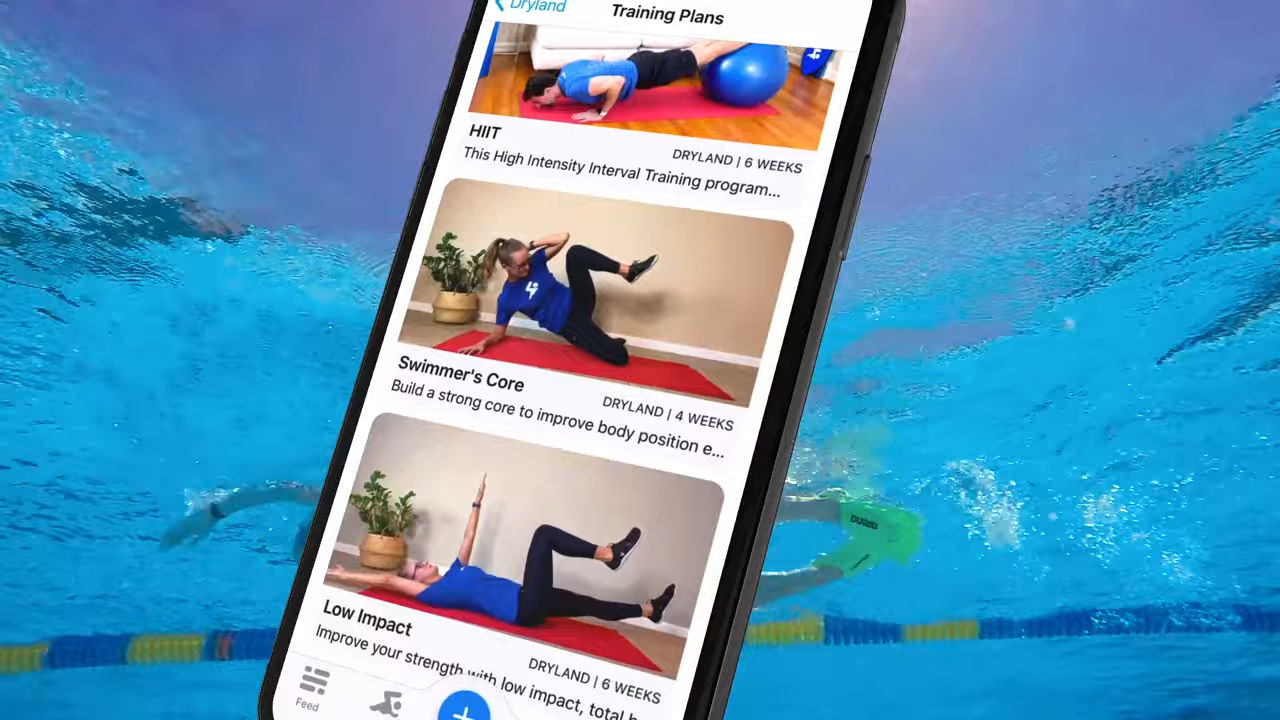 Dryland
Training Plans
HIIT
DRYLAND | 6 WEEKS
This High Intensity Interval Training program...
Swimmer's Core
DRYLAND | 4 WEEKS
Build a strong core to improve body position e...
Low Impact
DRYLAND | 6 WEEKS
Improve your strength with low impact, total
Feed
arena